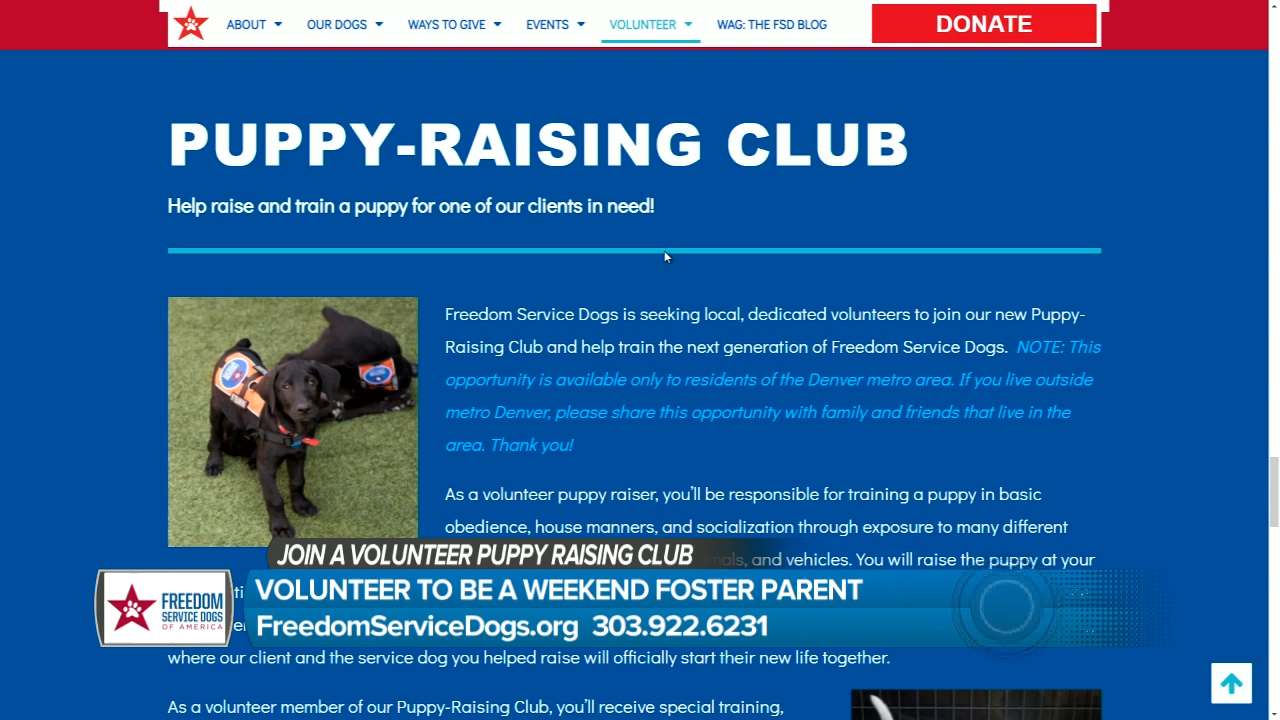 ABOUT OUR DOGS WAYS TO GIVE EVENTS VOLUNTEER WAG: THE FSD BLOG DONATE
PUPPY-RAISING CLUB
Help raise and train a puppy for one of our clients in need!
Freedom Service Dogs is seeking local, dedicated volunteers to join our new Puppy-
Raising Club and help train the next generation of Freedom Service Dogs. NOTE: This
opportunity is available only to residents of the Denver metro area. If you live outside
metro Denver, please share this opportunity with family and friends that live in the
area. Thank you!
As a volunteer puppy raiser, you'll be responsible for training a puppy in basic
obedience, house manners, and socialization through exposure to many different
and vehicles. You will raise the puppy at your
JOIN A VOLUNTEER PUPPY RAISING CLUB
VOLUNTEER TO BE A WEEKEND FOSTER PARENT
FreedomServiceDogs.org 303.922.6231
FREEDOM
SERVICE DOGS
OF AMERICA
where our client and the service dog you helped raise will officially start their new life together.
As a volunteer member of our Puppy-Raising Club, you'll receive special training,